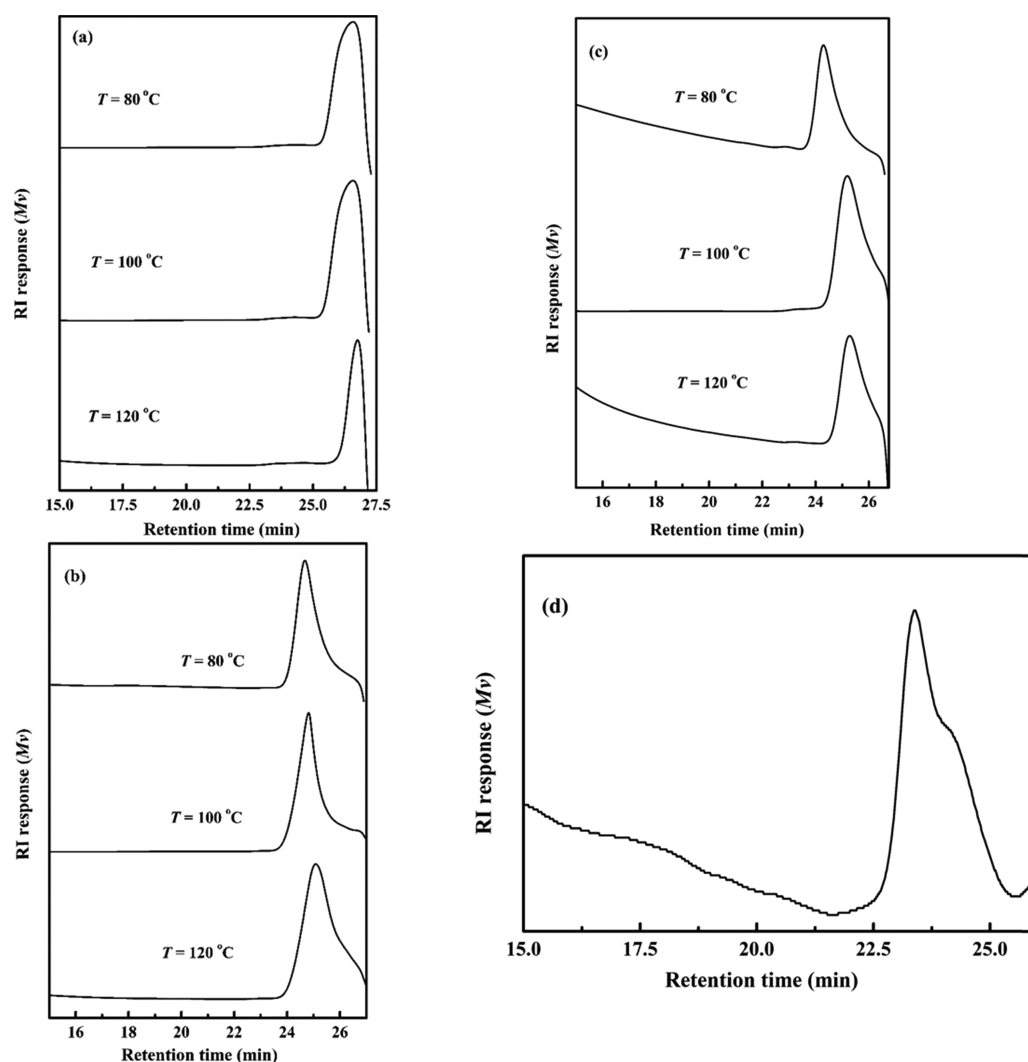 (a)
T = 80 °C
T = 100 °C
T = 120 °C
RI response (Mv)
15.0 17.5 20.0 22.5 25.0 27.5
Retention time (min)
(c)
T = 80 °C
T = 100 °C
T = 120 °C
RI response (Mv)
16 18 20 22 24 26
Retention time (min)
(b)
T = 80 °C
T = 100 °C
T = 120 °C
RI response (Mv)
16 18 20 22 24 26
Retention time (min)
(d)
RI response (Mv)
15.0 17.5 20.0 22.5 25.0
Retention time (min)